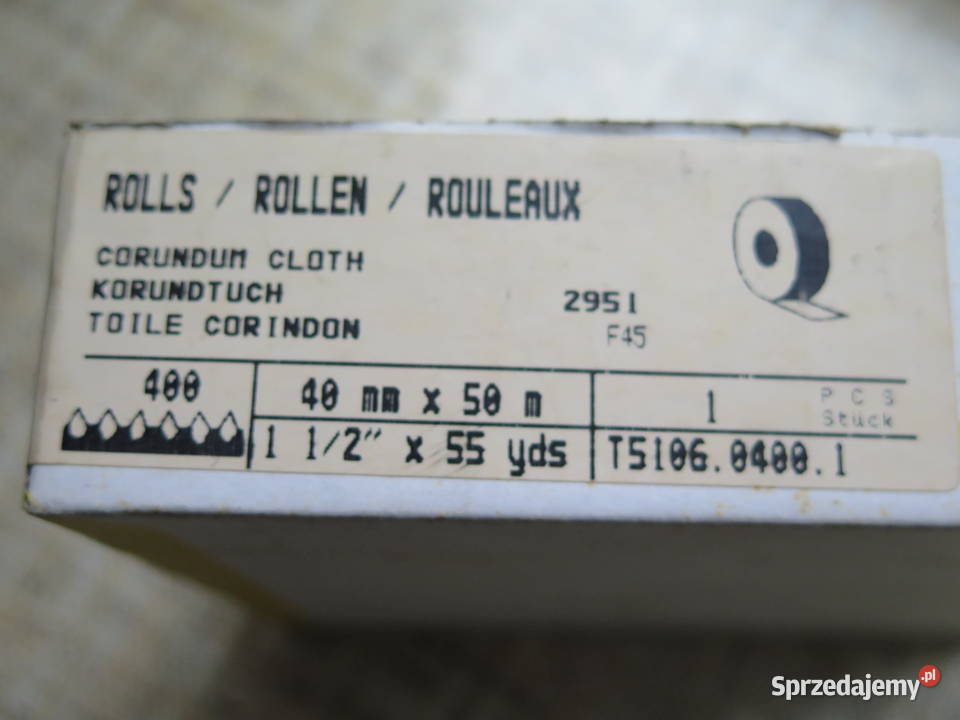 ROLLS / ROLLEN / ROULEAUX
CORUNDUM CLOTH
KORUNDTUCH
TOILE CORINDON
2951
F45
400
40 mm x 50 m
1 PCS
Stück
1 1/2" x 55 yds
T5106.0400.1
Sprzedajemy.pl